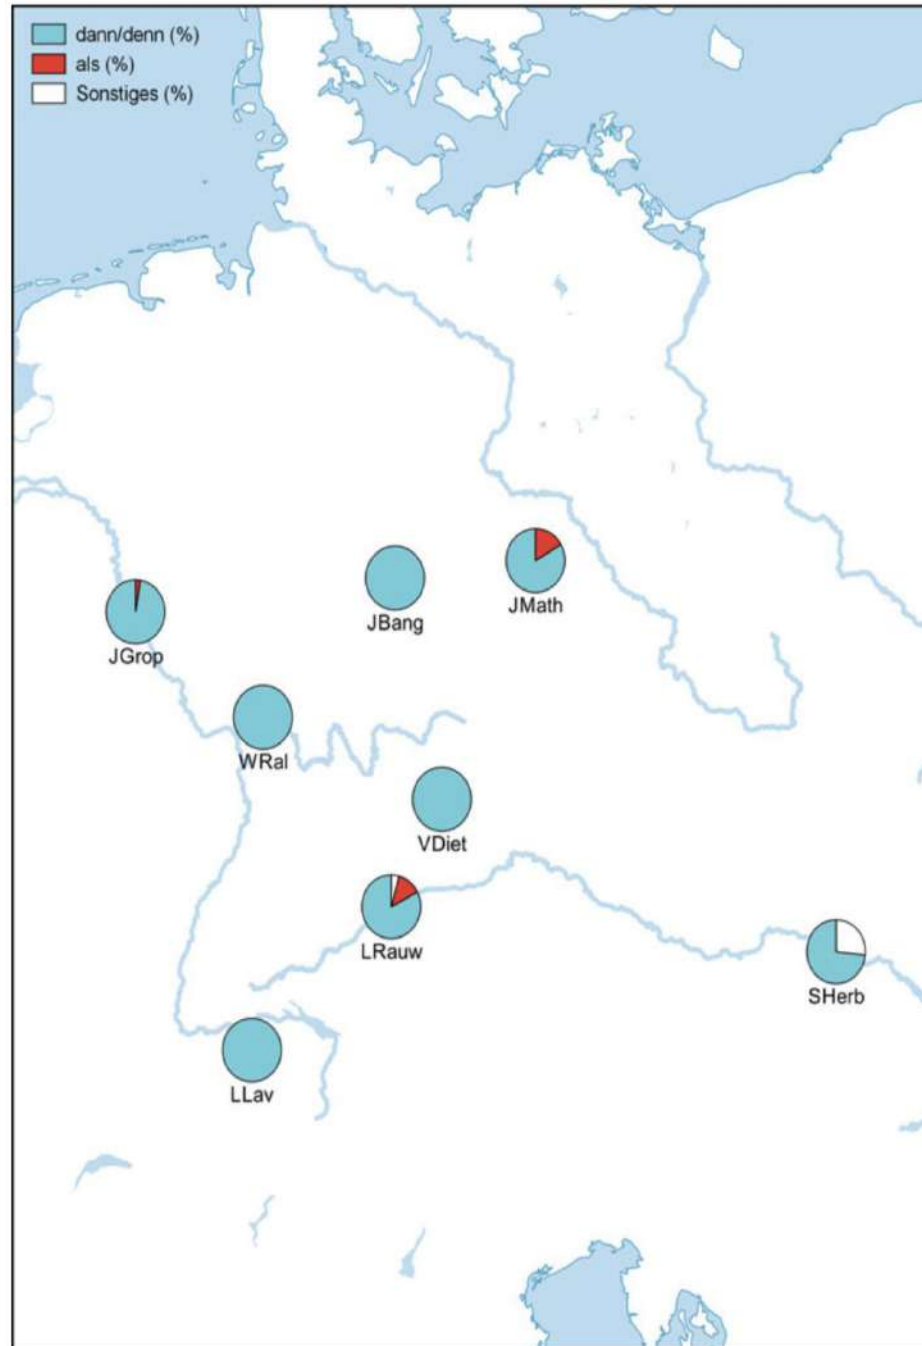 dann/denn (%)
als (%)
Sonstiges (%)
JMath
JBang
JGrop
WRal
VDiet
LRauw
SHerb
LLav